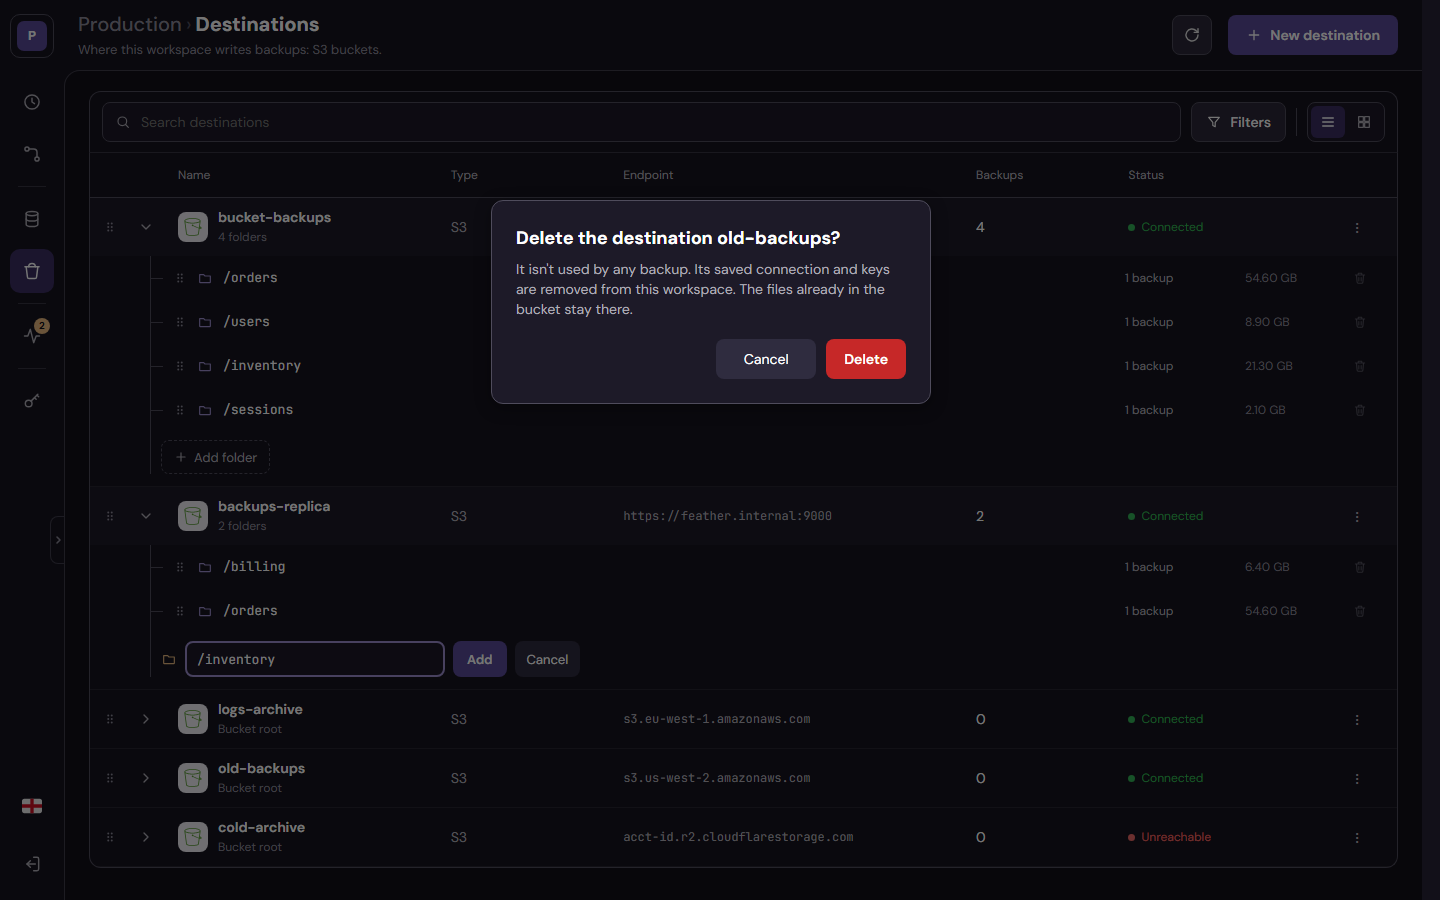 P
Production › Destinations
Where this workspace writes backups: S3 buckets.
New destination
Search destinations
Filters
Name Type Endpoint Backups Status
bucket-backups
4 folders
S3
4
Connected
Delete the destination old-backups?
It isn't used by any backup. Its saved connection and keys
are removed from this workspace. The files already in the
bucket stay there.
Cancel
Delete
/orders 1 backup 54.60 GB
/users 1 backup 8.90 GB
/inventory 1 backup 21.30 GB
/sessions 1 backup 2.10 GB
Add folder
2
backups-replica
2 folders
S3 https://feather.internal:9000 2 Connected
/billing 1 backup 6.40 GB
/orders 1 backup 54.60 GB
/inventory
Add
Cancel
logs-archive
Bucket root
S3 s3.eu-west-1.amazonaws.com 0 Connected
old-backups
Bucket root
S3 s3.us-west-2.amazonaws.com 0 Connected
cold-archive
Bucket root
S3 acct-id.r2.cloudflarestorage.com 0 Unreachable